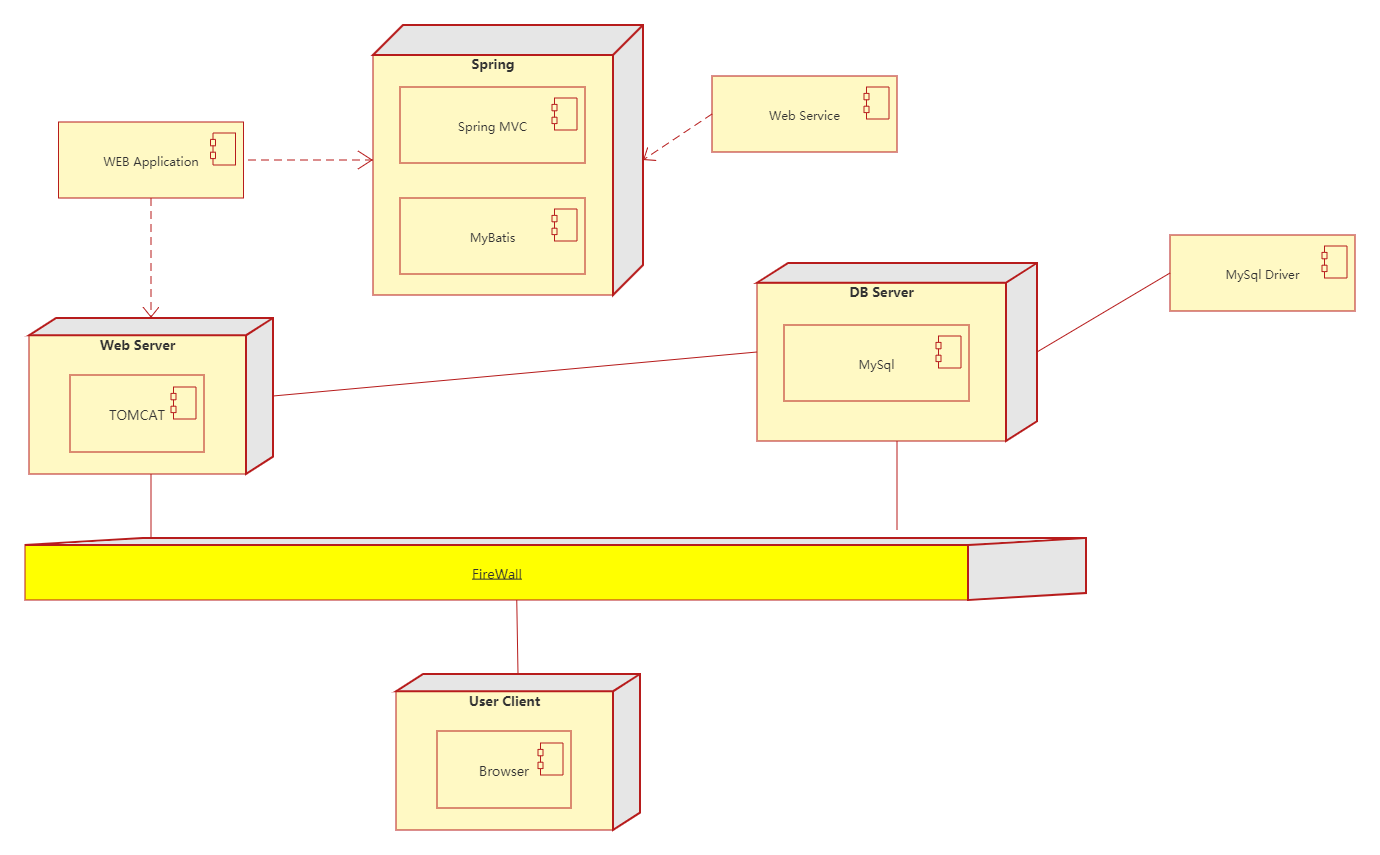 Spring
Spring MVC
Web Service
WEB Application
MyBatis
MySql Driver
DB Server
Web Server
MySql
TOMCAT
FireWall
User Client
Browser